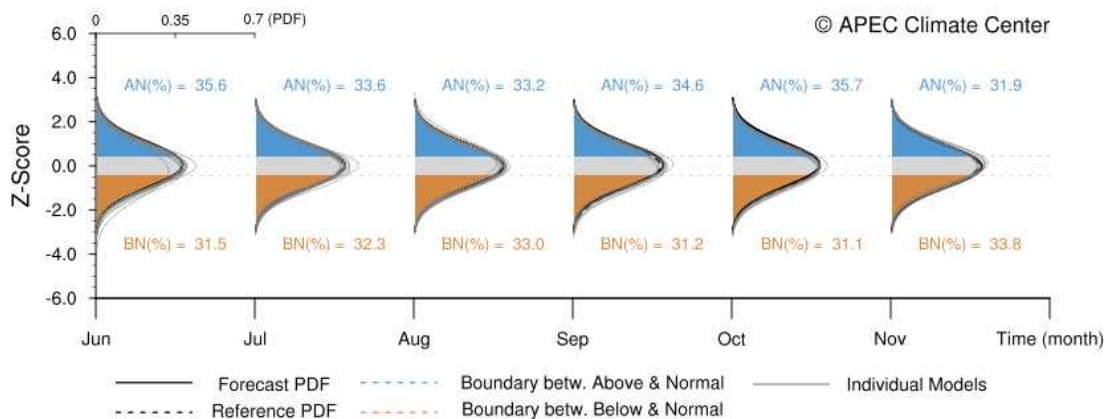 0 0.35 0.7 (PDF)
© APEC Climate Center
6.0
4.0
2.0
0.0
-2.0
-4.0
-6.0
Z-Score
AN(%) = 35.6 AN(%) = 33.6 AN(%) = 33.2 AN(%) = 34.6 AN(%) = 35.7 AN(%) = 31.9
BN(%) = 31.5 BN(%) = 32.3 BN(%) = 33.0 BN(%) = 31.2 BN(%) = 31.1 BN(%) = 33.8
Jun Jul Aug Sep Oct Nov Time (month)
Forecast PDF Boundary betw. Above & Normal Individual Models
Reference PDF Boundary betw. Below & Normal